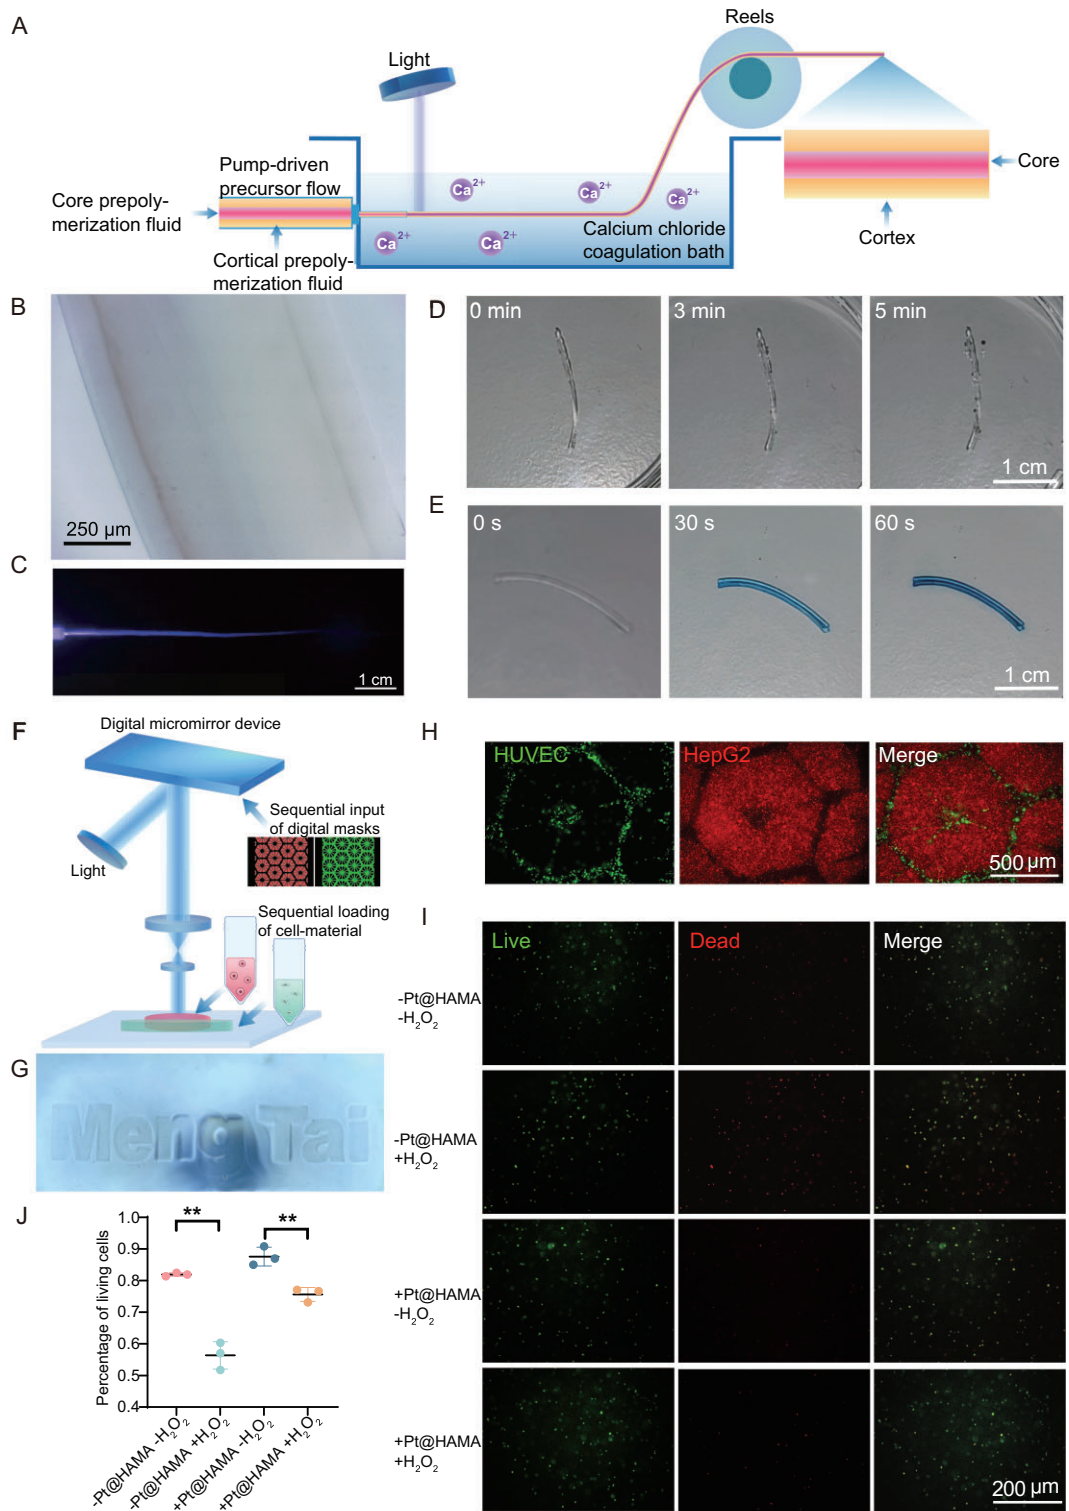 A
Reels
Light
Pump-driven
precursor flow
Core prepoly-
merization fluid
Cortical prepoly-
merization fluid
Ca²⁺
Ca²⁺
Ca²⁺
Ca²⁺
Ca²⁺
Calcium chloride
coagulation bath
Core
Cortex
B
250 µm
C
1 cm
D
0 min
3 min
5 min
1 cm
E
0 s
30 s
60 s
1 cm
F
Digital micromirror device
Sequential input
of digital masks
Light
Sequential loading
of cell-material
G
Meng Tai
H
HUVEC
HepG2
Merge
500 µm
I
Live
Dead
Merge
-Pt@HAMA
-H₂O₂
-Pt@HAMA
+H₂O₂
+Pt@HAMA
-H₂O₂
+Pt@HAMA
+H₂O₂
200 µm
J
Percentage of living cells
1.0
0.9
0.8
0.7
0.6
0.5
0.4
**
**
-Pt@HAMA -H₂O₂
-Pt@HAMA +H₂O₂
+Pt@HAMA -H₂O₂
+Pt@HAMA +H₂O₂